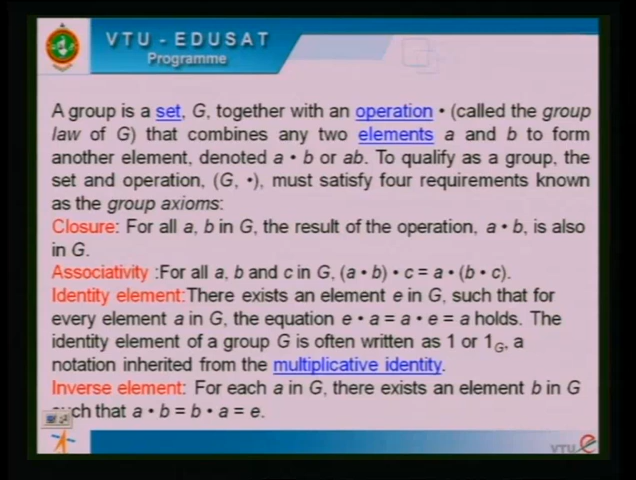 VTU - EDUSAT
Programme
A group is a set, G, together with an operation • (called the group
law of G) that combines any two elements a and b to form
another element, denoted a • b or ab. To qualify as a group, the
set and operation, (G, •), must satisfy four requirements known
as the group axioms:
Closure: For all a, b in G, the result of the operation, a • b, is also
in G.
Associativity :For all a, b and c in G, (a • b) • c = a • (b • c).
Identity element:There exists an element e in G, such that for
every element a in G, the equation e • a = a • e = a holds. The
identity element of a group G is often written as 1 or 1G, a
notation inherited from the multiplicative identity.
Inverse element: For each a in G, there exists an element b in G
such that a • b = b • a = e.
VTU